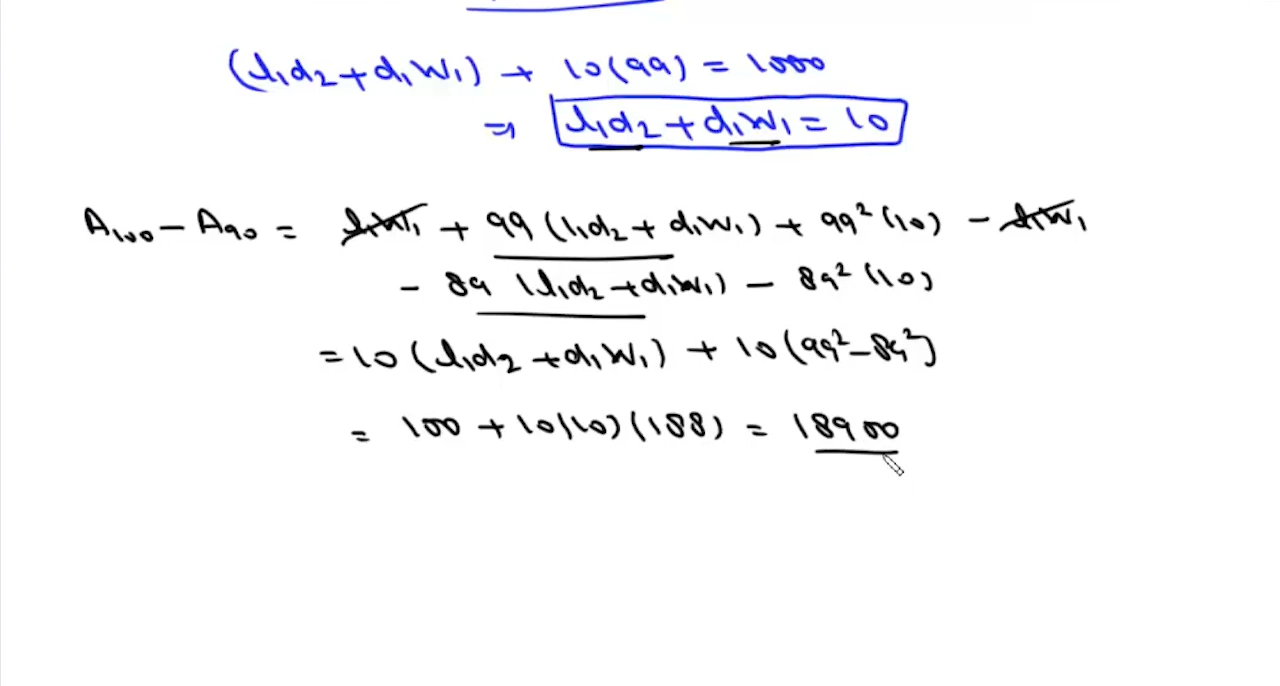 (l₁d₂ + d₁w₁) + 10(99) = 1000
⇒ l₁d₂ + d₁w₁ = 10
A₁₀₀ - A₉₀ = l₁w₁ + 99 (l₁d₂ + d₁w₁) + 99² (10) - l₁w₁
- 89 (l₁d₂ + d₁w₁) - 89² (10)
= 10 (l₁d₂ + d₁w₁) + 10 (99² - 89²)
= 100 + 10(10)(188) = 18900